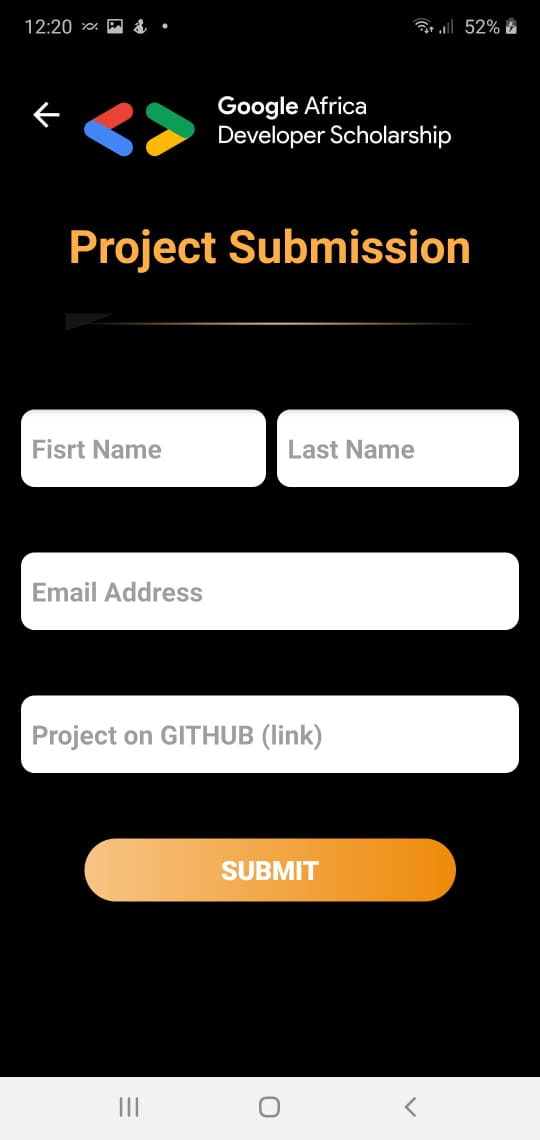 12:20 52%
Google Africa
Developer Scholarship
Project Submission
Fisrt Name Last Name
Email Address
Project on GITHUB (link)
SUBMIT